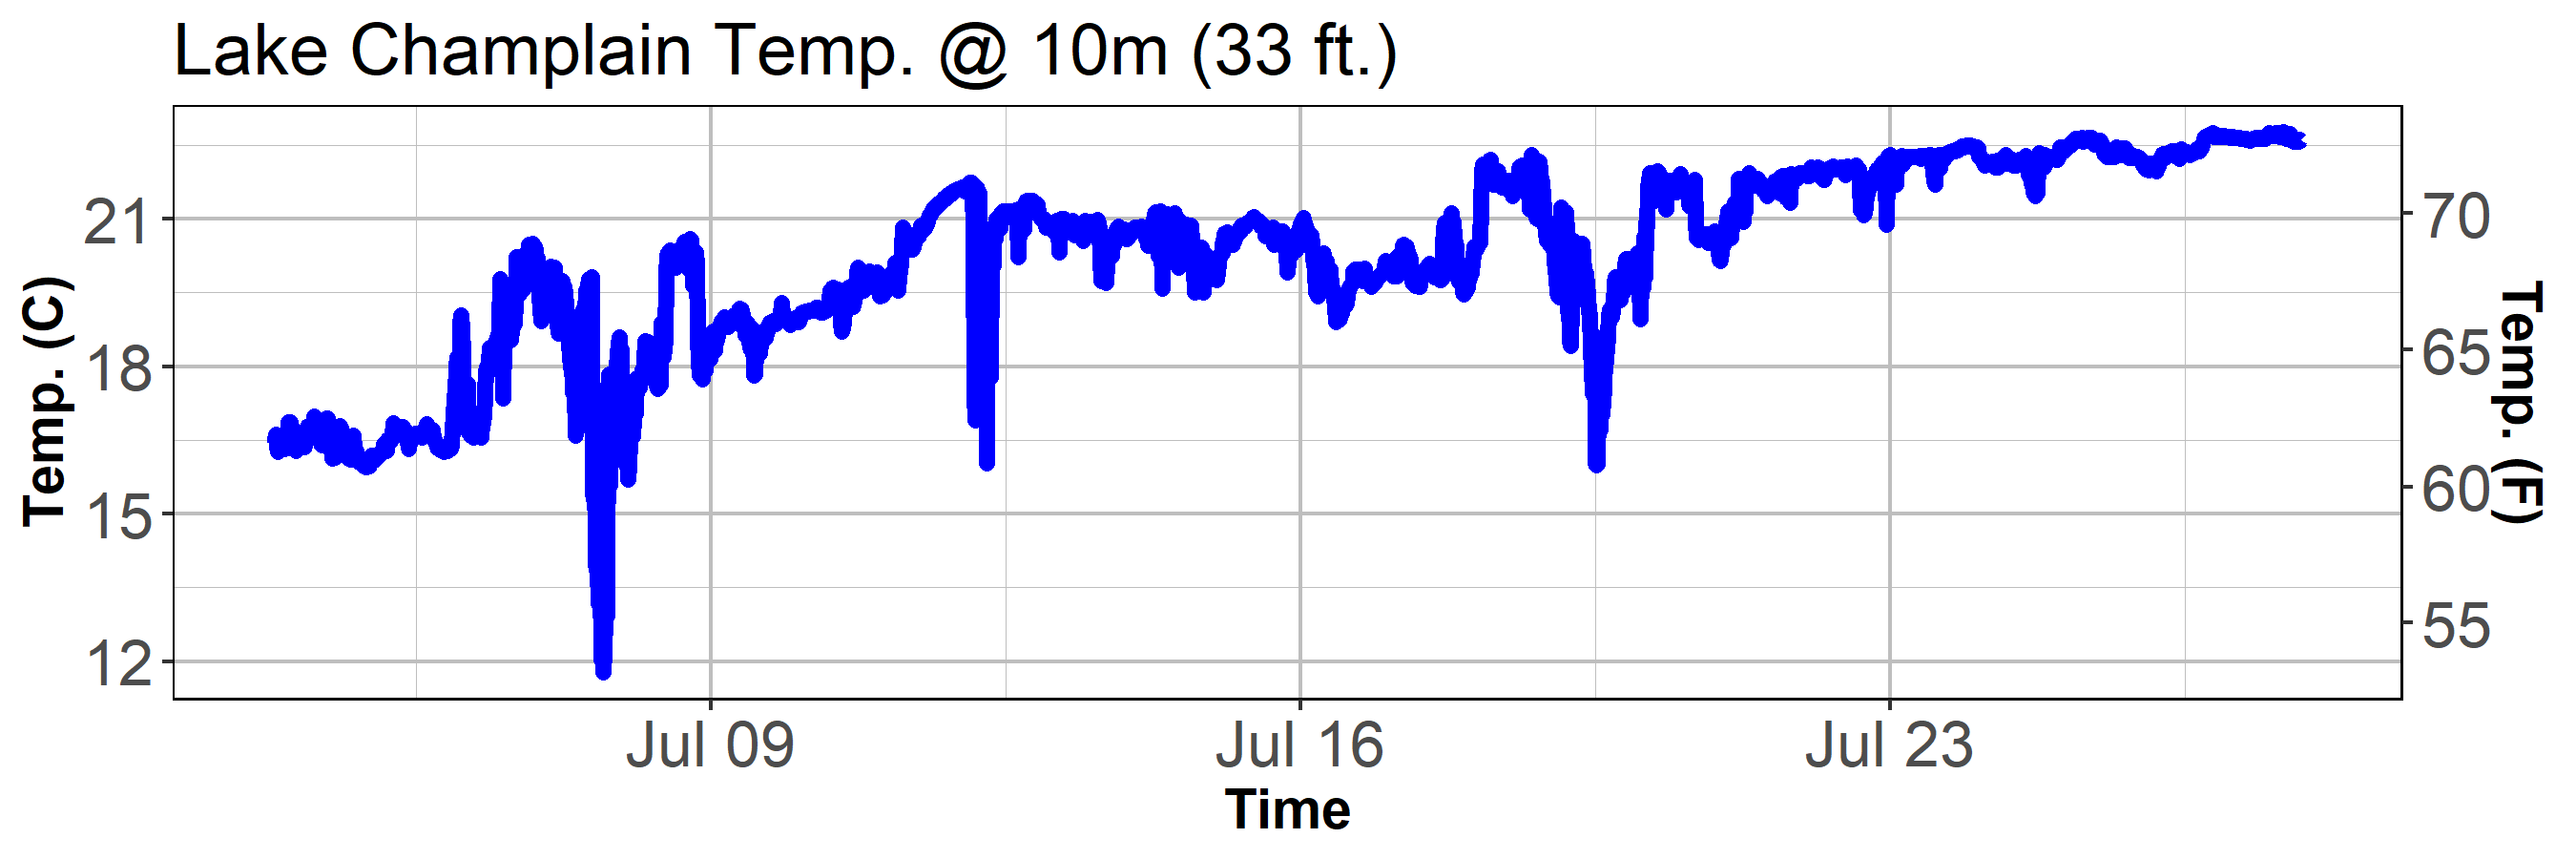 Lake Champlain Temp. @ 10m (33 ft.)
Temp. (C)
21
18
15
12
70
65
60
55
Temp. (F)
Jul 09
Jul 16
Jul 23
Time